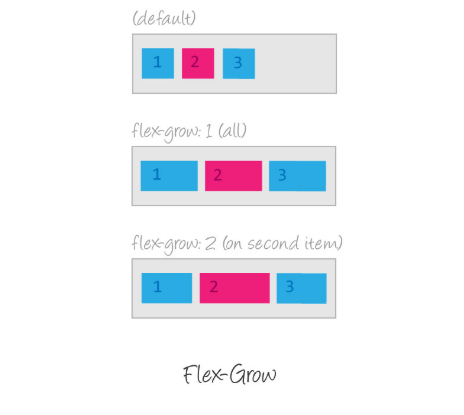 (default)
1 2 3
flex-grow: 1 (all)
1 2 3
flex-grow: 2 (on second item)
1 2 3
Flex-Grow